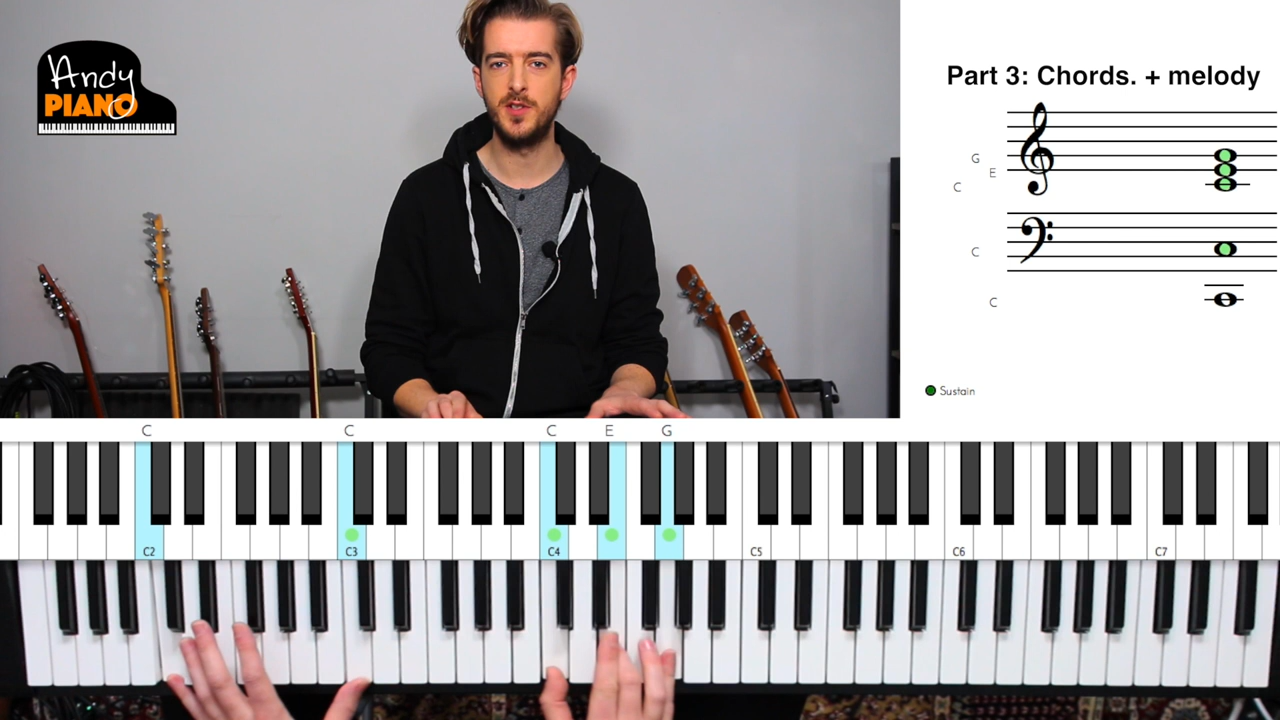 Andy
PIANO
Part 3: Chords. + melody
G
E
C
C
C
Sustain
C C C E G
C2 C3 C4 C5 C6 C7